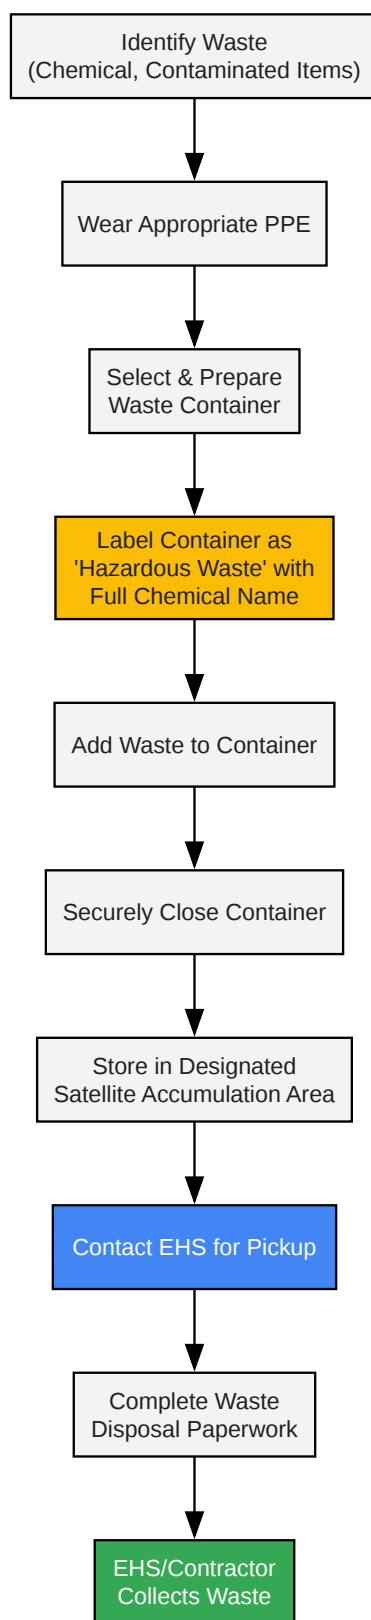 Identify Waste
(Chemical, Contaminated Items)
Wear Appropriate PPE
Select & Prepare
Waste Container
Label Container as
'Hazardous Waste' with
Full Chemical Name
Add Waste to Container
Securely Close Container
Store in Designated
Satellite Accumulation Area
Contact EHS for Pickup
Complete Waste
Disposal Paperwork
EHS/Contractor
Collects Waste